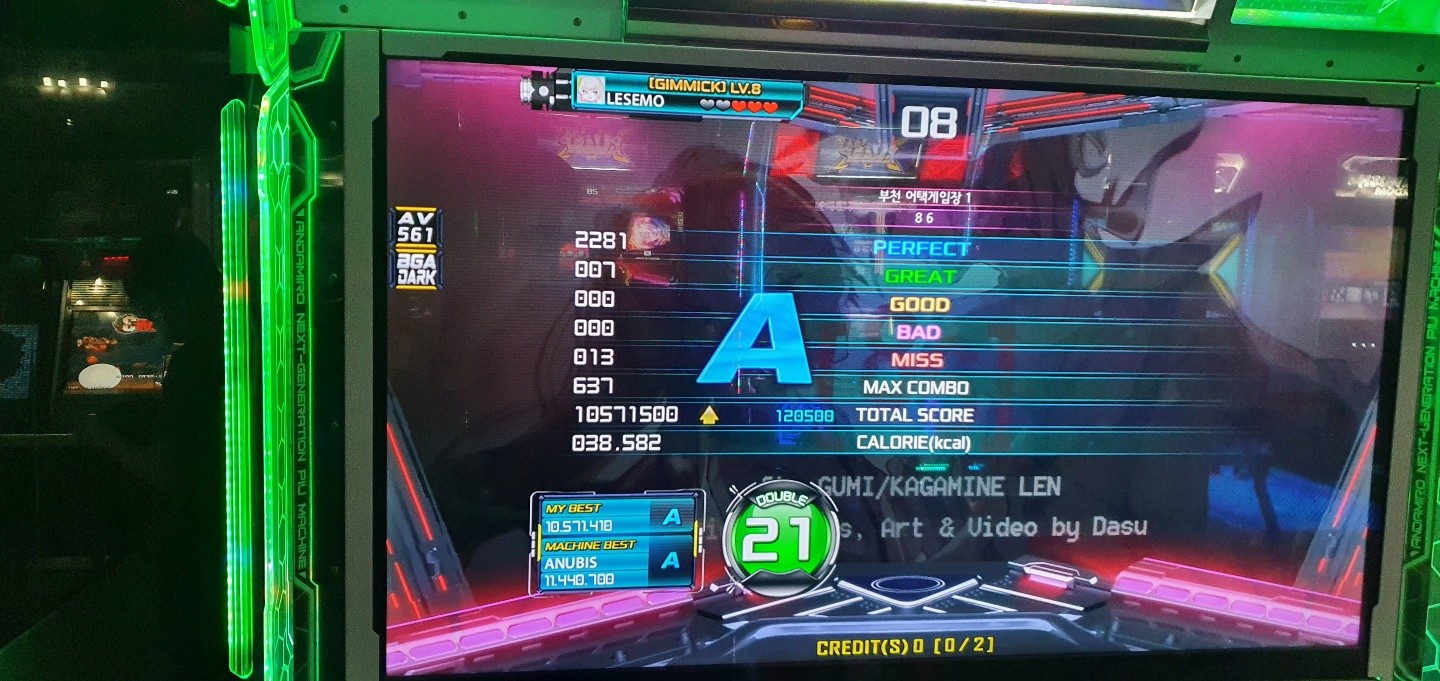 [GIMMICK] LV.8
LESEMO
08
부천 어택게임장 1
8 6
AV
561
BGA
DARK
2281 PERFECT
007 GREAT
000 GOOD
000 BAD
013 MISS
637 MAX COMBO
10571500 120500 TOTAL SCORE
038.582 CALORIE(kcal)
A
GUMI/KAGAMINE LEN
s, Art & Video by Dasu
MY BEST
10.571.410 A
MACHINE BEST
ANUBIS A
11.440.700
DOUBLE
21
CREDIT(S) 0 [0/2]
ANDAMIRO NEXT-GENERATION PIU MACHINE
ANDAMIRO NEXT-GENERATION PIU MACHINE